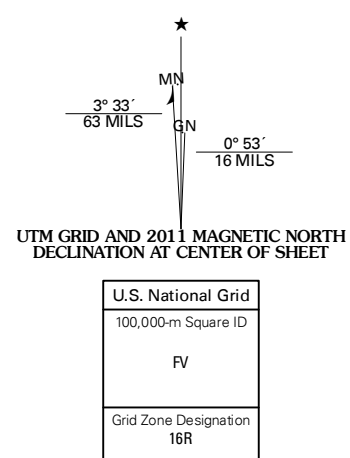 ★
MN
GN
3° 33´
63 MILS
0° 53´
16 MILS
UTM GRID AND 2011 MAGNETIC NORTH
DECLINATION AT CENTER OF SHEET
U.S. National Grid
100,000-m Square ID
FV
Grid Zone Designation
16R